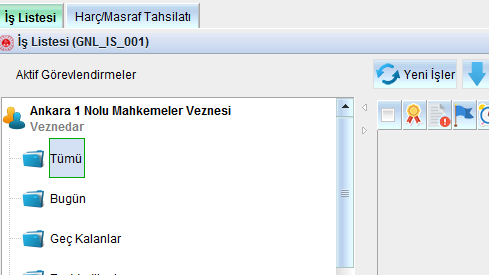 İş Listesi
Harç/Masraf Tahsilatı
İş Listesi (GNL_IS_001)
Aktif Görevlendirmeler
Yeni İşler
Ankara 1 Nolu Mahkemeler Veznesi
Veznedar
Tümü
Bugün
Geç Kalanlar